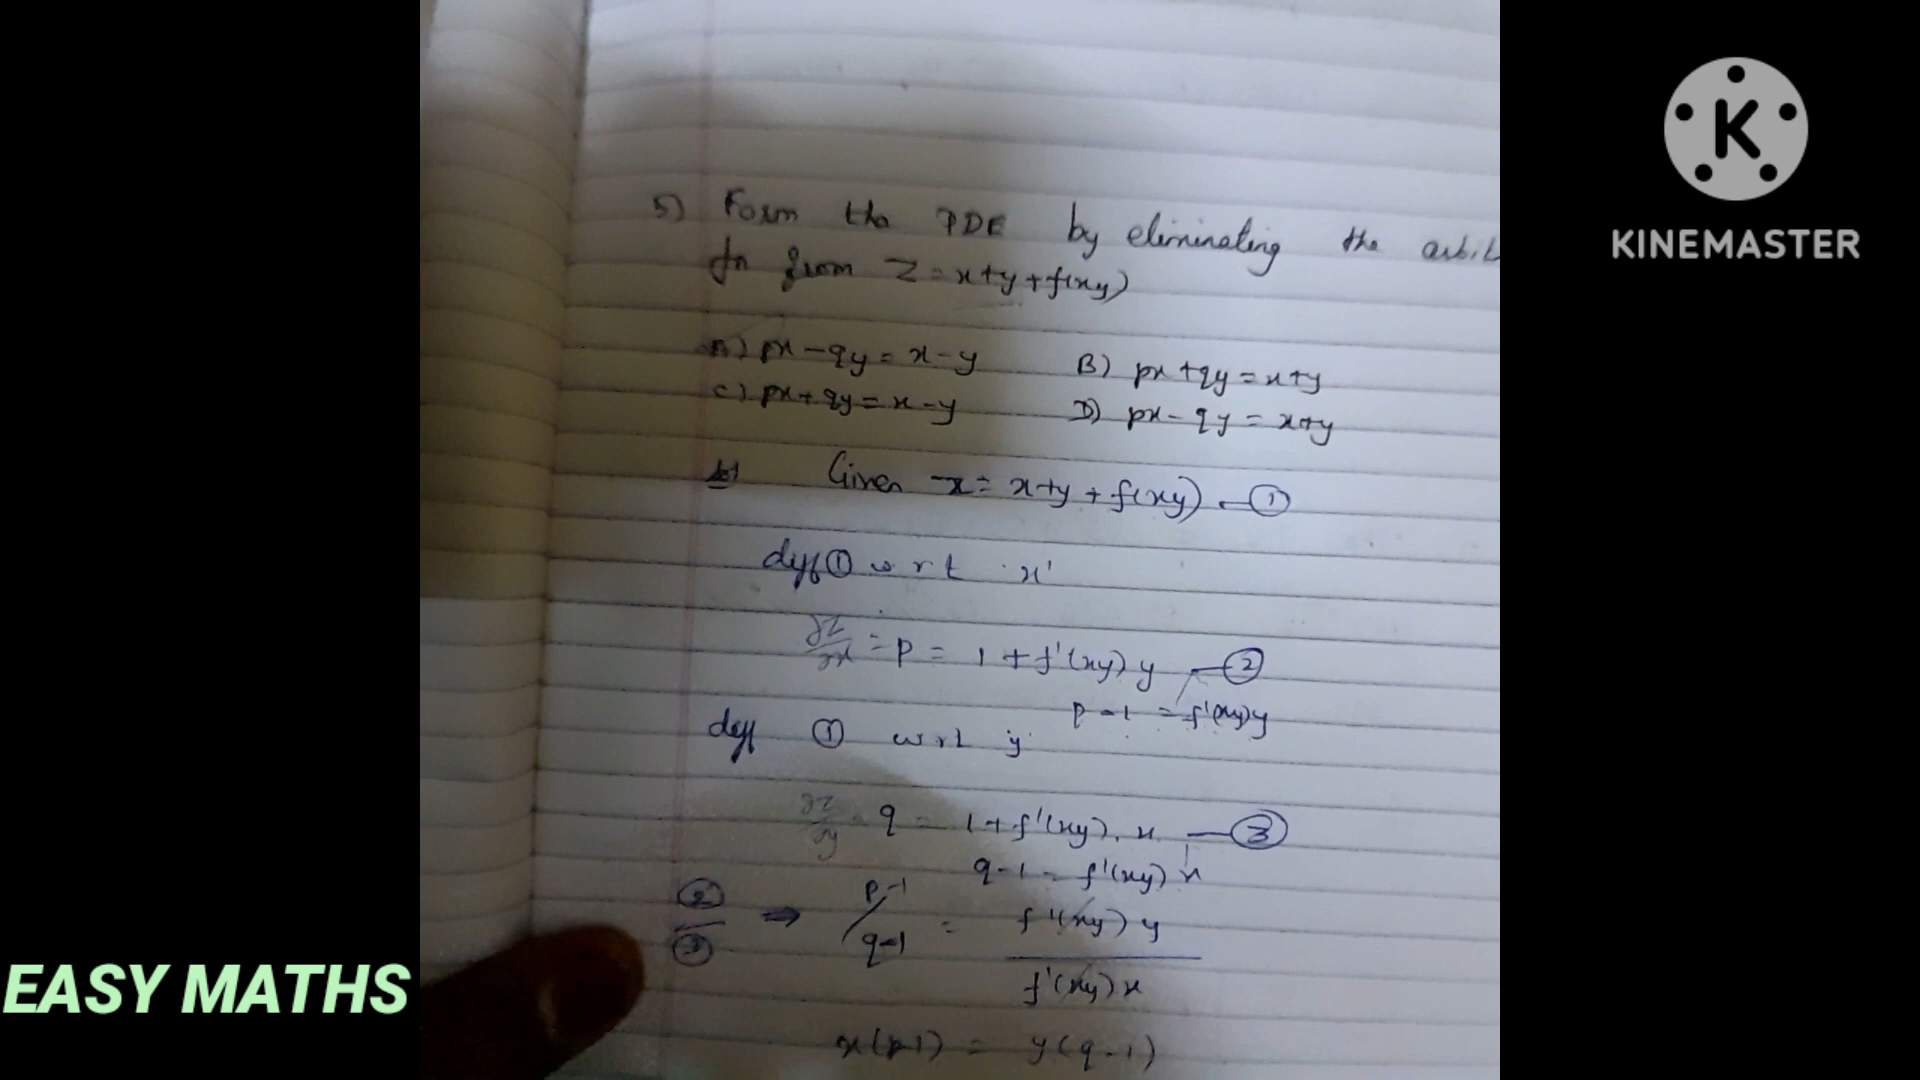 5) Form the PDE by eliminating the arbit
fn from Z = x+y+f(xy)
A) px - qy = x - y B) px + qy = x+y
C) px + qy = x - y D) px - qy = x+y
Given z = x+y + f(xy) — ①
diff ① w r t 'x'
∂z/∂x = p = 1 + f'(xy) y — ②
p - 1 = f'(xy)y
diff ① w r t y
∂z/∂y = q = 1 + f'(xy). x — ③
q - 1 = f'(xy) x
②/③ ⇒ p-1/q-1 = f'(xy) y / f'(xy) x
x(p-1) = y(q-1)
K
KINEMASTER
EASY MATHS